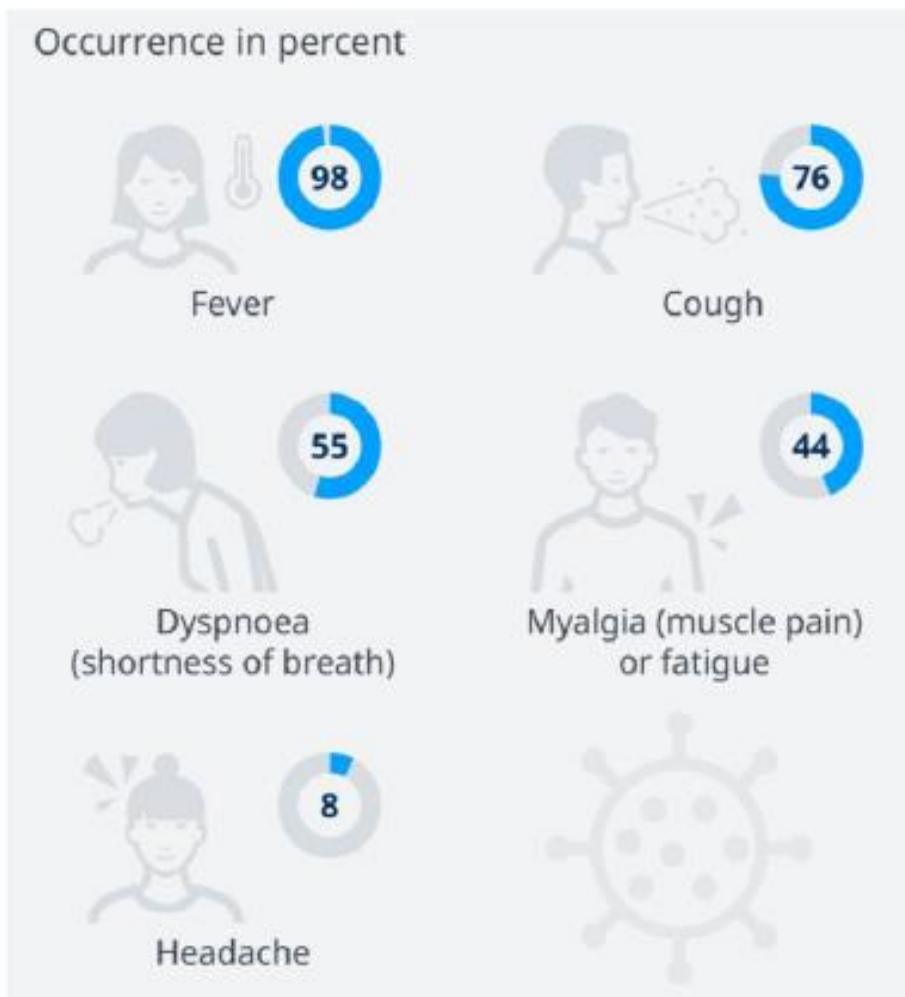 Occurrence in percent
98
Fever
76
Cough
55
Dyspnoea
(shortness of breath)
44
Myalgia (muscle pain)
or fatigue
8
Headache